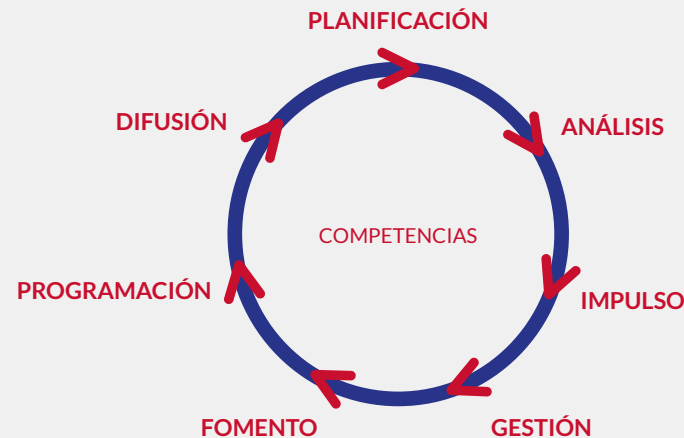 PLANIFICACIÓN
DIFUSIÓN
ANÁLISIS
COMPETENCIAS
PROGRAMACIÓN
IMPULSO
FOMENTO
GESTIÓN